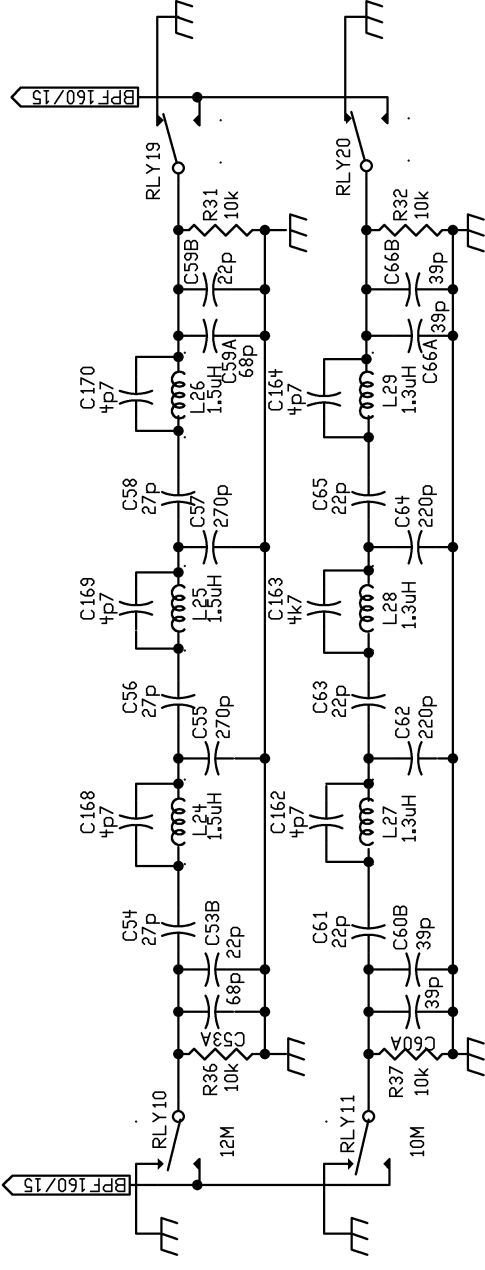 BPF160/15
RLY19
RLY20
R31
10k
R32
10k
C59B
22p
C66B
39p
C59A
68p
C66A
39p
C170
4p7
L26
1.5uH
C164
4p7
L29
1.3uH
C58
27p
C57
270p
C65
22p
C64
220p
C169
4p7
L25
1.5uH
C163
4k7
L28
1.3uH
C56
27p
C55
270p
C63
22p
C62
220p
C168
4p7
L24
1.5uH
C162
4p7
L27
1.3uH
C54
27p
C53B
22p
C61
22p
C60B
39p
68p
C53A
39p
C60A
R36
10k
R37
10k
RLY10
12M
RLY11
10M
BPF160/15